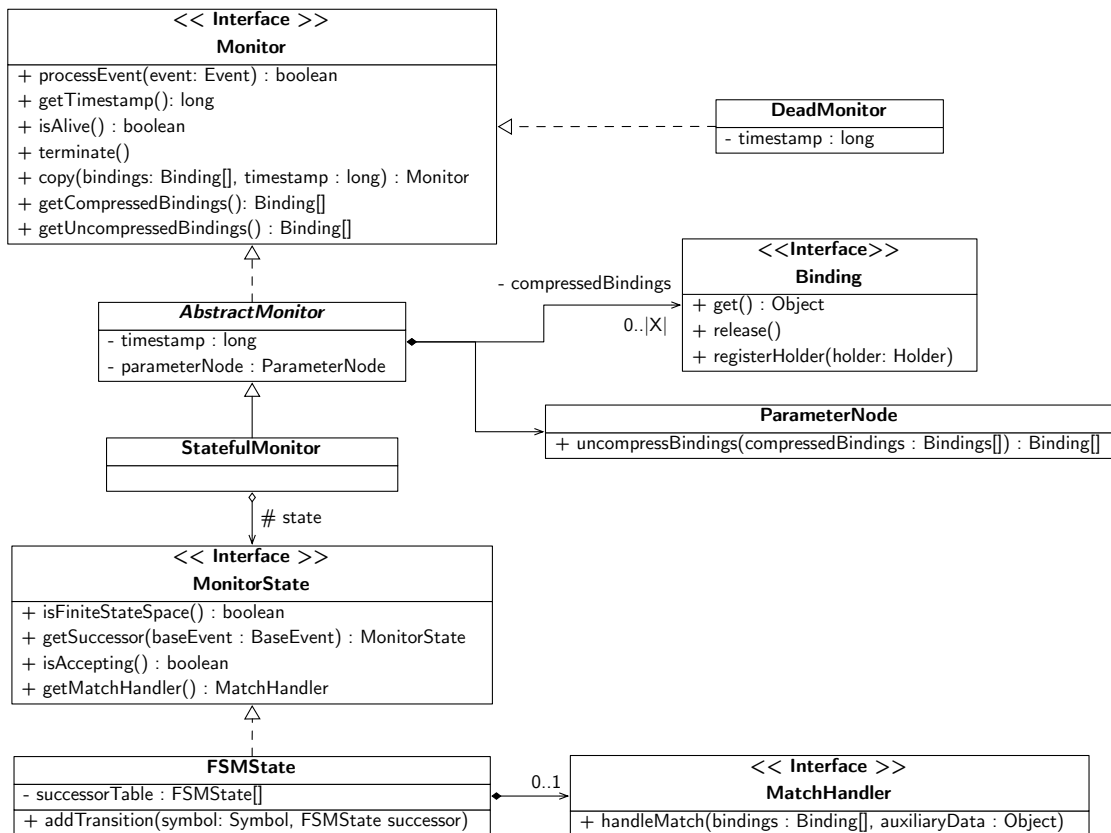 << Interface >>
Monitor
+ processEvent(event: Event) : boolean
+ getTimestamp(): long
+ isAlive() : boolean
+ terminate()
+ copy(bindings: Binding[], timestamp : long) : Monitor
+ getCompressedBindings(): Binding[]
+ getUncompressedBindings() : Binding[]
DeadMonitor
- timestamp : long
<<Interface>>
Binding
+ get() : Object
+ release()
+ registerHolder(holder: Holder)
- compressedBindings
0..|X|
AbstractMonitor
- timestamp : long
- parameterNode : ParameterNode
ParameterNode
+ uncompressBindings(compressedBindings : Bindings[]) : Binding[]
StatefulMonitor
# state
<< Interface >>
MonitorState
+ isFiniteStateSpace() : boolean
+ getSuccessor(baseEvent : BaseEvent) : MonitorState
+ isAccepting() : boolean
+ getMatchHandler() : MatchHandler
FSMState
- successorTable : FSMState[]
+ addTransition(symbol: Symbol, FSMState successor)
0..1
<< Interface >>
MatchHandler
+ handleMatch(bindings : Binding[], auxiliaryData : Object)